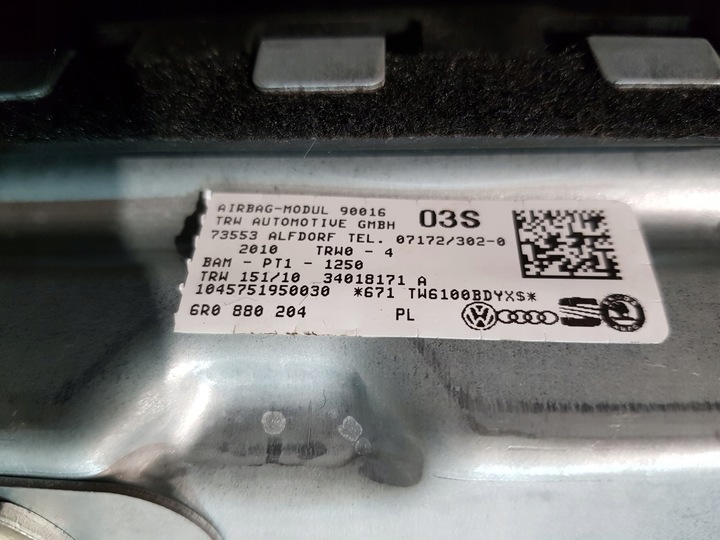 AIRBAG-MODUL 90016 03S
TRW AUTOMOTIVE GMBH
73553 ALFDORF TEL. 07172/302-0
2010 TRW0 - 4
BAM - PT1 - 1250
TRW 151/10 34018171 A
1045751950030 *671 TW6100BDYX$*
6R0 880 204 PL